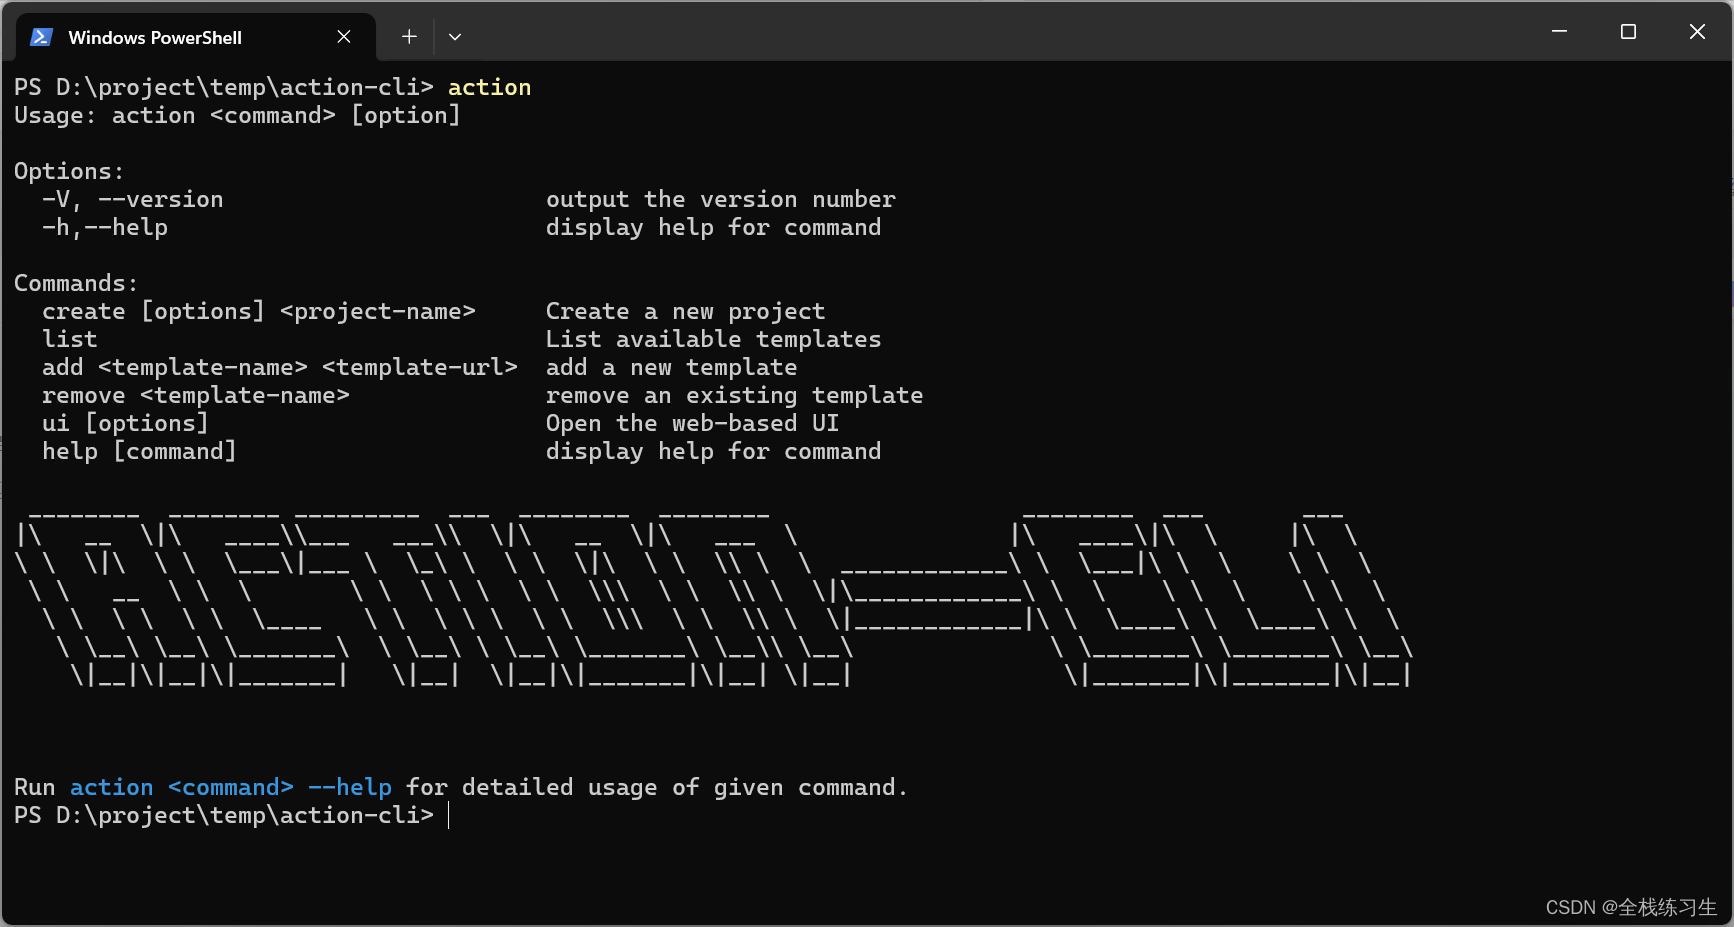 Windows PowerShell
PS D:\project\temp\action-cli> action
Usage: action <command> [option]
Options:
-V, --version output the version number
-h,--help display help for command
Commands:
create [options] <project-name> Create a new project
list List available templates
add <template-name> <template-url> add a new template
remove <template-name> remove an existing template
ui [options] Open the web-based UI
help [command] display help for command
ACTION-CLI
Run action <command> --help for detailed usage of given command.
PS D:\project\temp\action-cli>
CSDN @全栈练习生